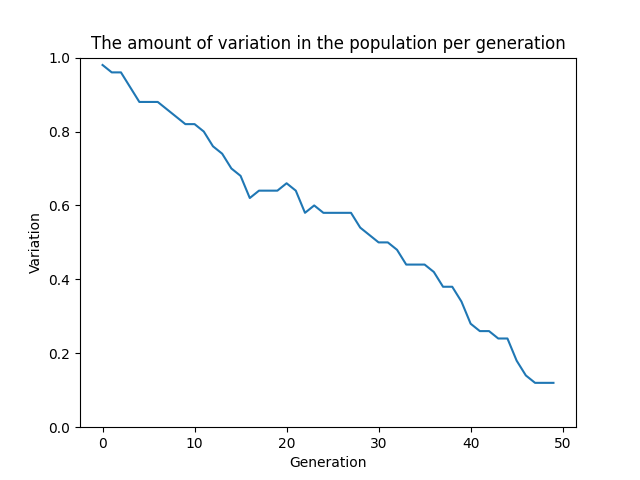 The amount of variation in the population per generation
1.0
0.8
0.6
0.4
0.2
0.0
Variation
0 10 20 30 40 50
Generation